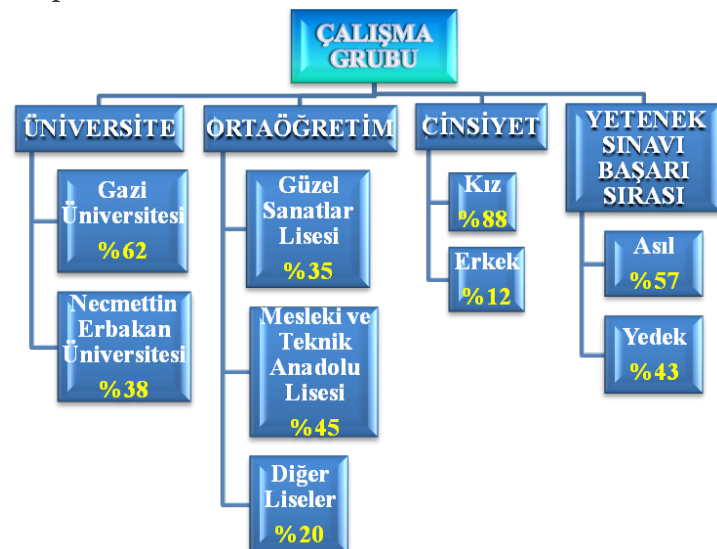 ÇALIŞMA
GRUBU
ÜNİVERSİTE
Gazi
Üniversitesi
%62
Necmettin
Erbakan
Üniversitesi
%38
ORTAÖĞRETİM
Güzel
Sanatlar
Lisesi
%35
Mesleki ve
Teknik
Anadolu
Lisesi
%45
Diğer
Liseler
%20
CİNSİYET
Kız
%88
Erkek
%12
YETENEK
SINAVI
BAŞARI
SIRASI
Asıl
%57
Yedek
%43